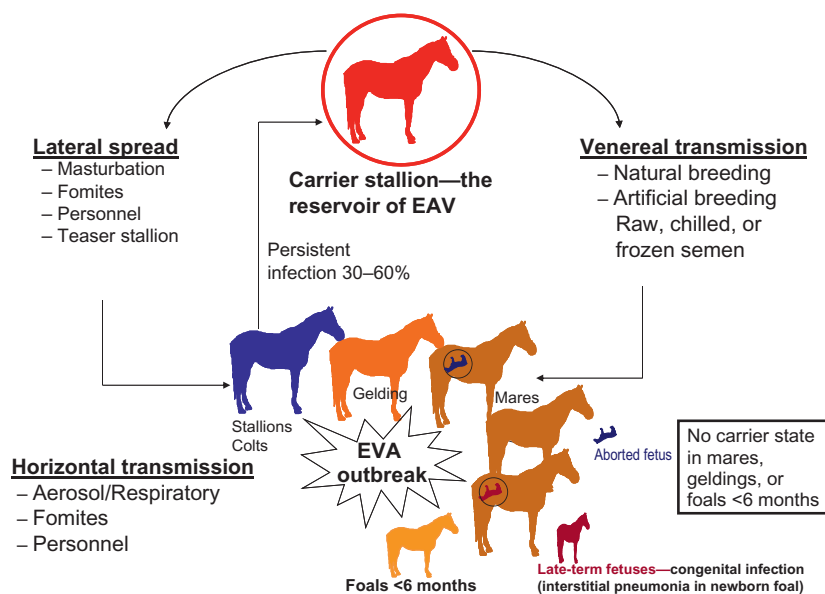 Carrier stallion—the
reservoir of EAV
Lateral spread
– Masturbation
– Fomites
– Personnel
– Teaser stallion
Venereal transmission
– Natural breeding
– Artificial breeding
Raw, chilled, or
frozen semen
Persistent
infection 30–60%
Stallions
Colts
Gelding
Mares
EVA
outbreak
Aborted fetus
No carrier state
in mares,
geldings, or
foals <6 months
Horizontal transmission
– Aerosol/Respiratory
– Fomites
– Personnel
Foals <6 months
Late-term fetuses—congenital infection
(interstitial pneumonia in newborn foal)